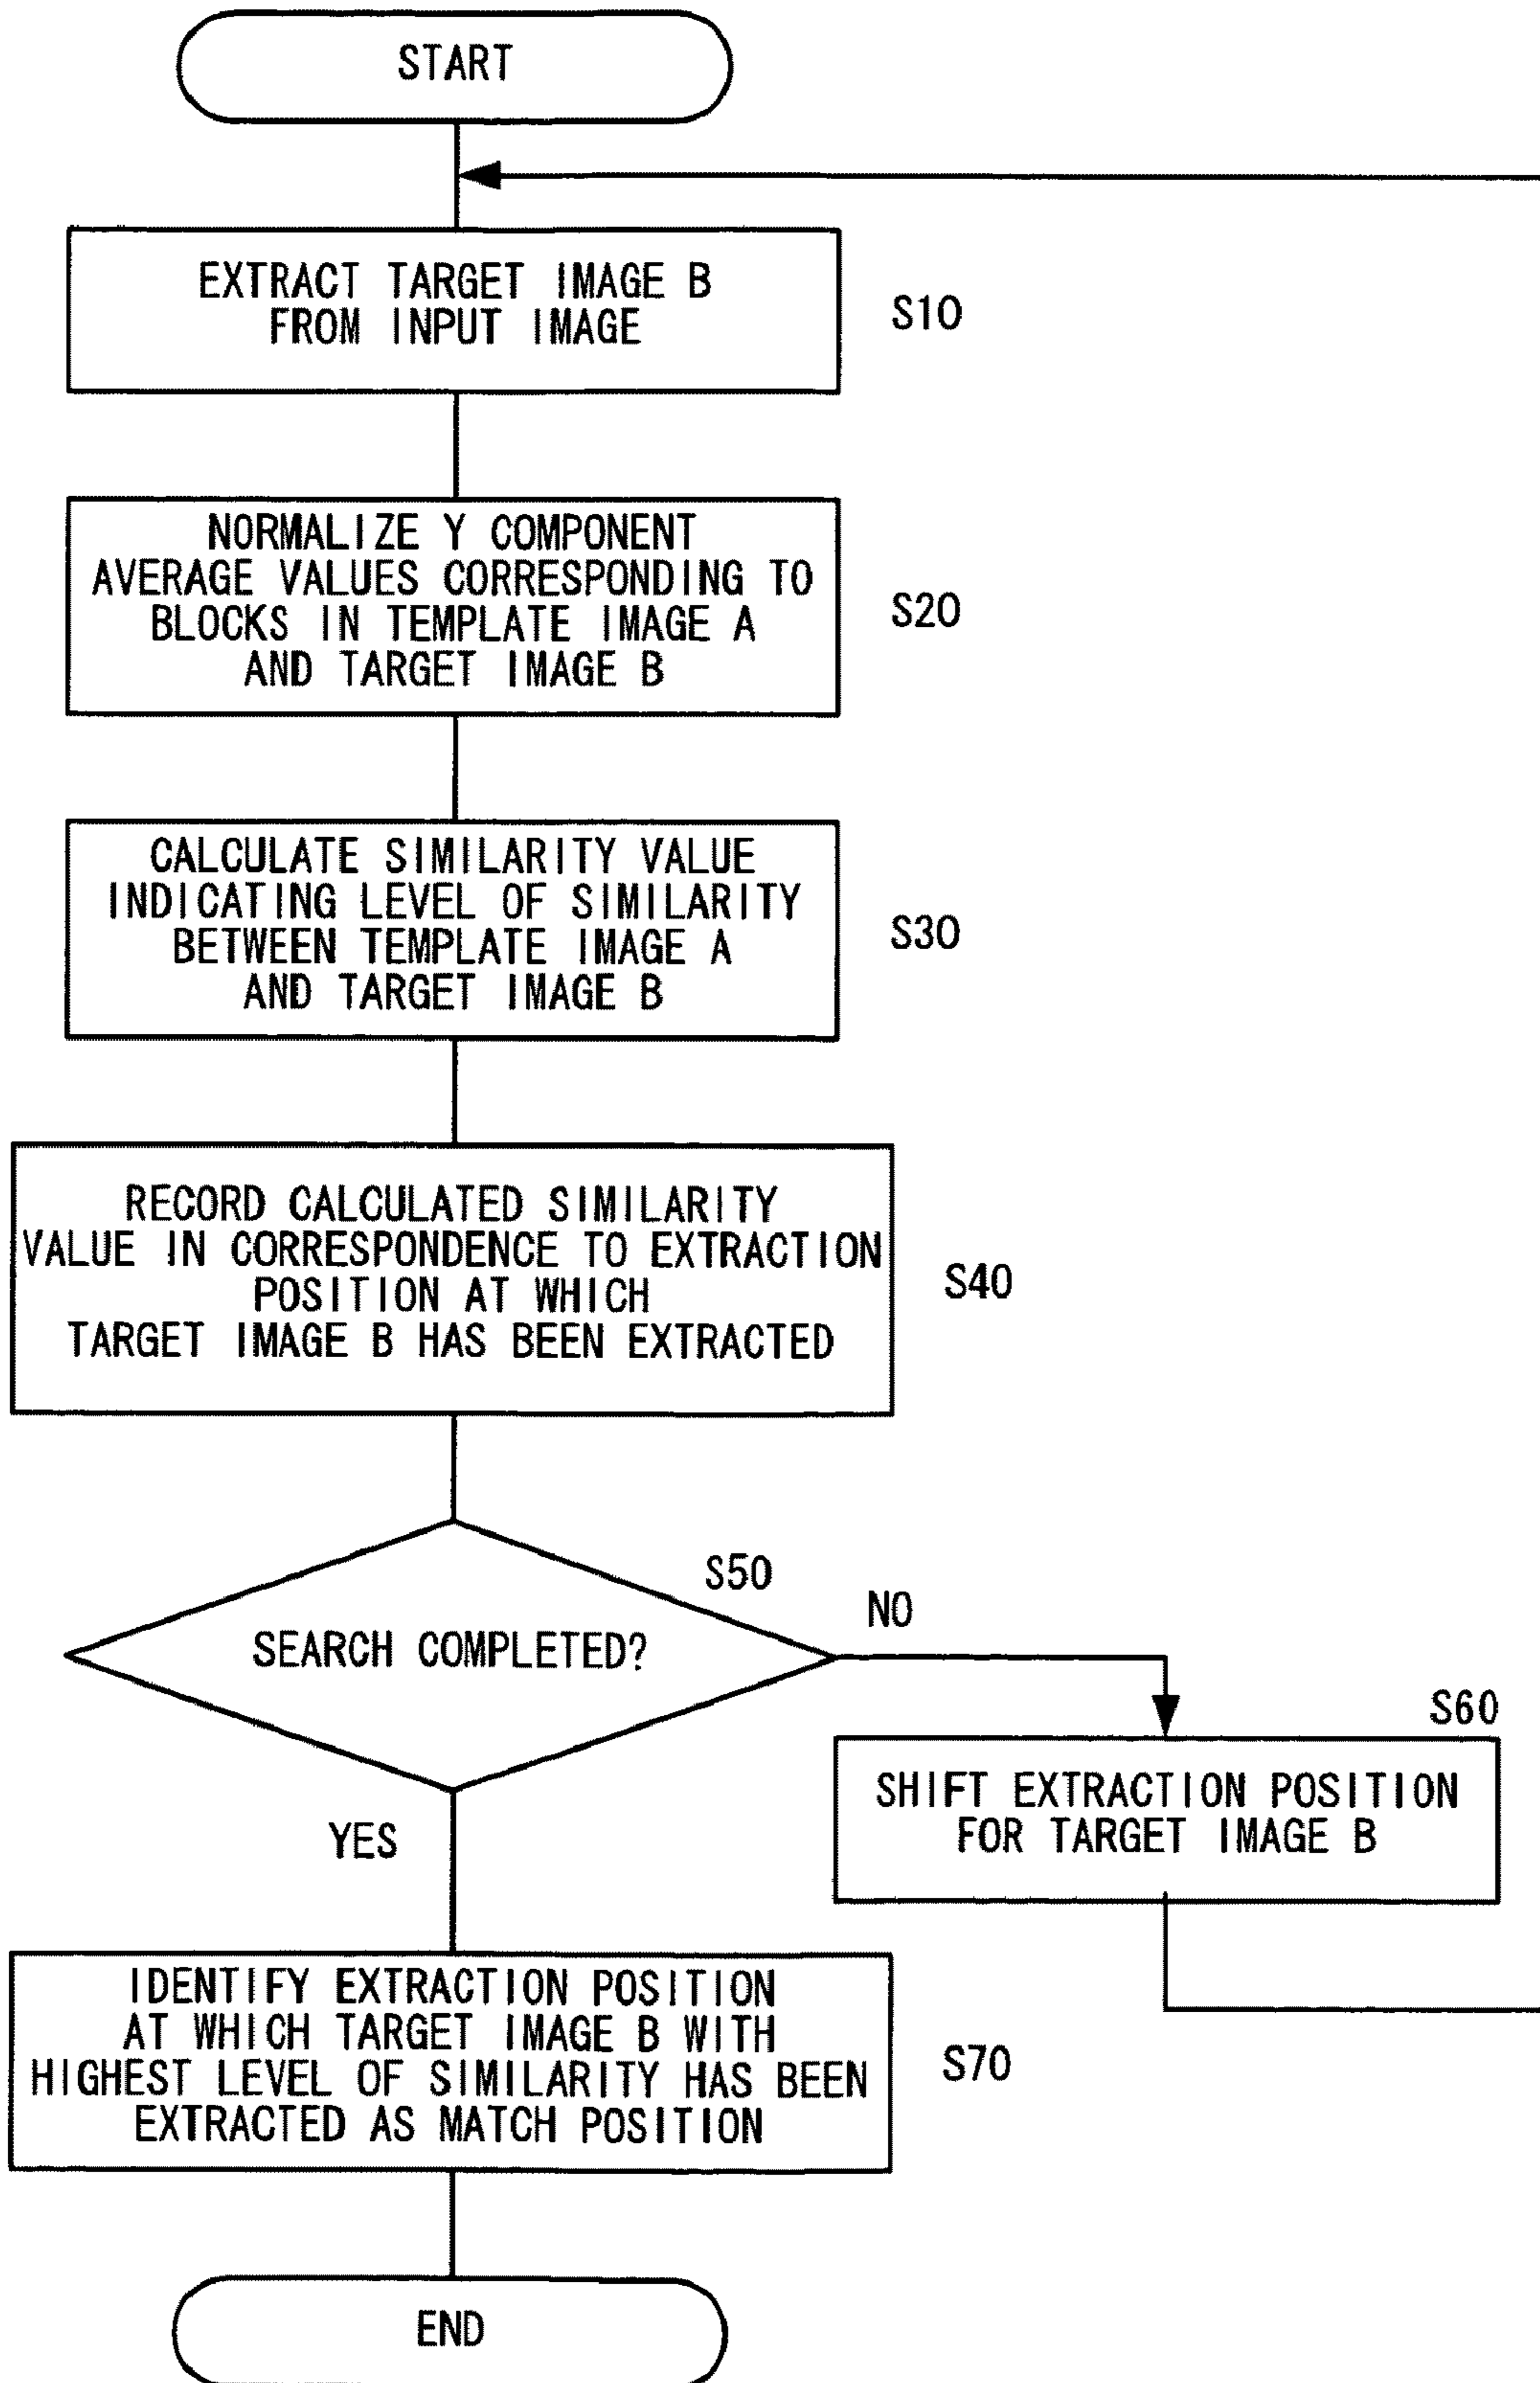 START
EXTRACT TARGET IMAGE B
FROM INPUT IMAGE
S10
NORMALIZE Y COMPONENT
AVERAGE VALUES CORRESPONDING TO
BLOCKS IN TEMPLATE IMAGE A
AND TARGET IMAGE B
S20
CALCULATE SIMILARITY VALUE
INDICATING LEVEL OF SIMILARITY
BETWEEN TEMPLATE IMAGE A
AND TARGET IMAGE B
S30
RECORD CALCULATED SIMILARITY
VALUE IN CORRESPONDENCE TO EXTRACTION
POSITION AT WHICH
TARGET IMAGE B HAS BEEN EXTRACTED
S40
S50
SEARCH COMPLETED?
NO
S60
SHIFT EXTRACTION POSITION
FOR TARGET IMAGE B
YES
IDENTIFY EXTRACTION POSITION
AT WHICH TARGET IMAGE B WITH
HIGHEST LEVEL OF SIMILARITY HAS BEEN
EXTRACTED AS MATCH POSITION
S70
END